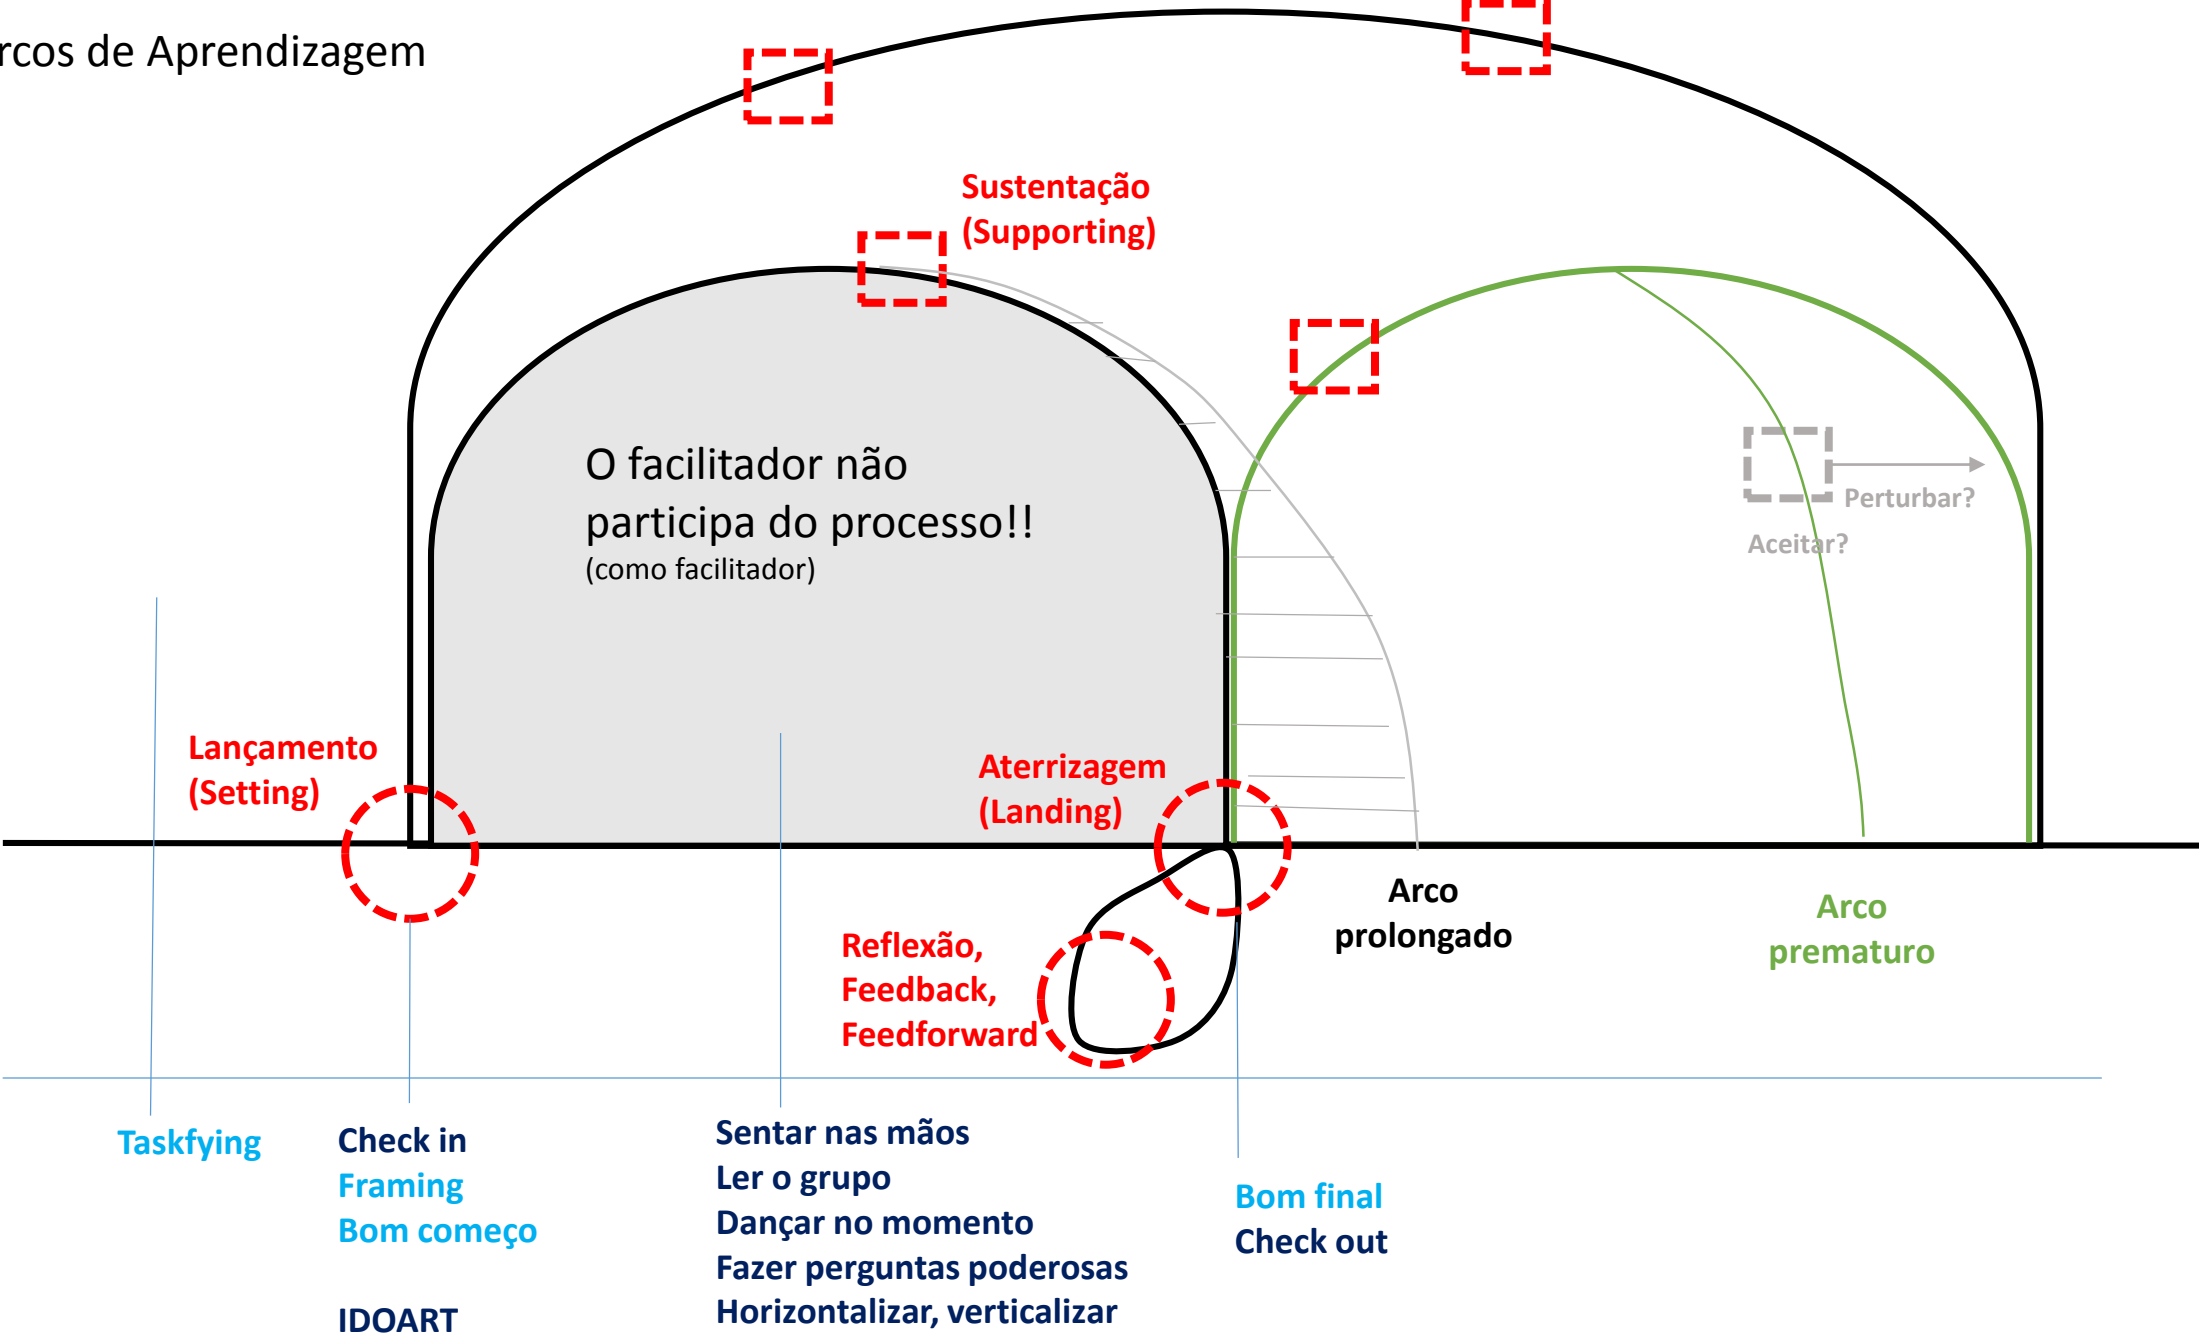 rcos de Aprendizagem
Sustentação
(Supporting)
O facilitador não
participa do processo!!
(como facilitador)
Perturbar?
Aceitar?
Lançamento
(Setting)
Aterrizagem
(Landing)
Arco
prolongado
Arco
prematuro
Reflexão,
Feedback,
Feedforward
Taskfying
Check in
Framing
Bom começo
IDOART
Sentar nas mãos
Ler o grupo
Dançar no momento
Fazer perguntas poderosas
Horizontalizar, verticalizar
Bom final
Check out